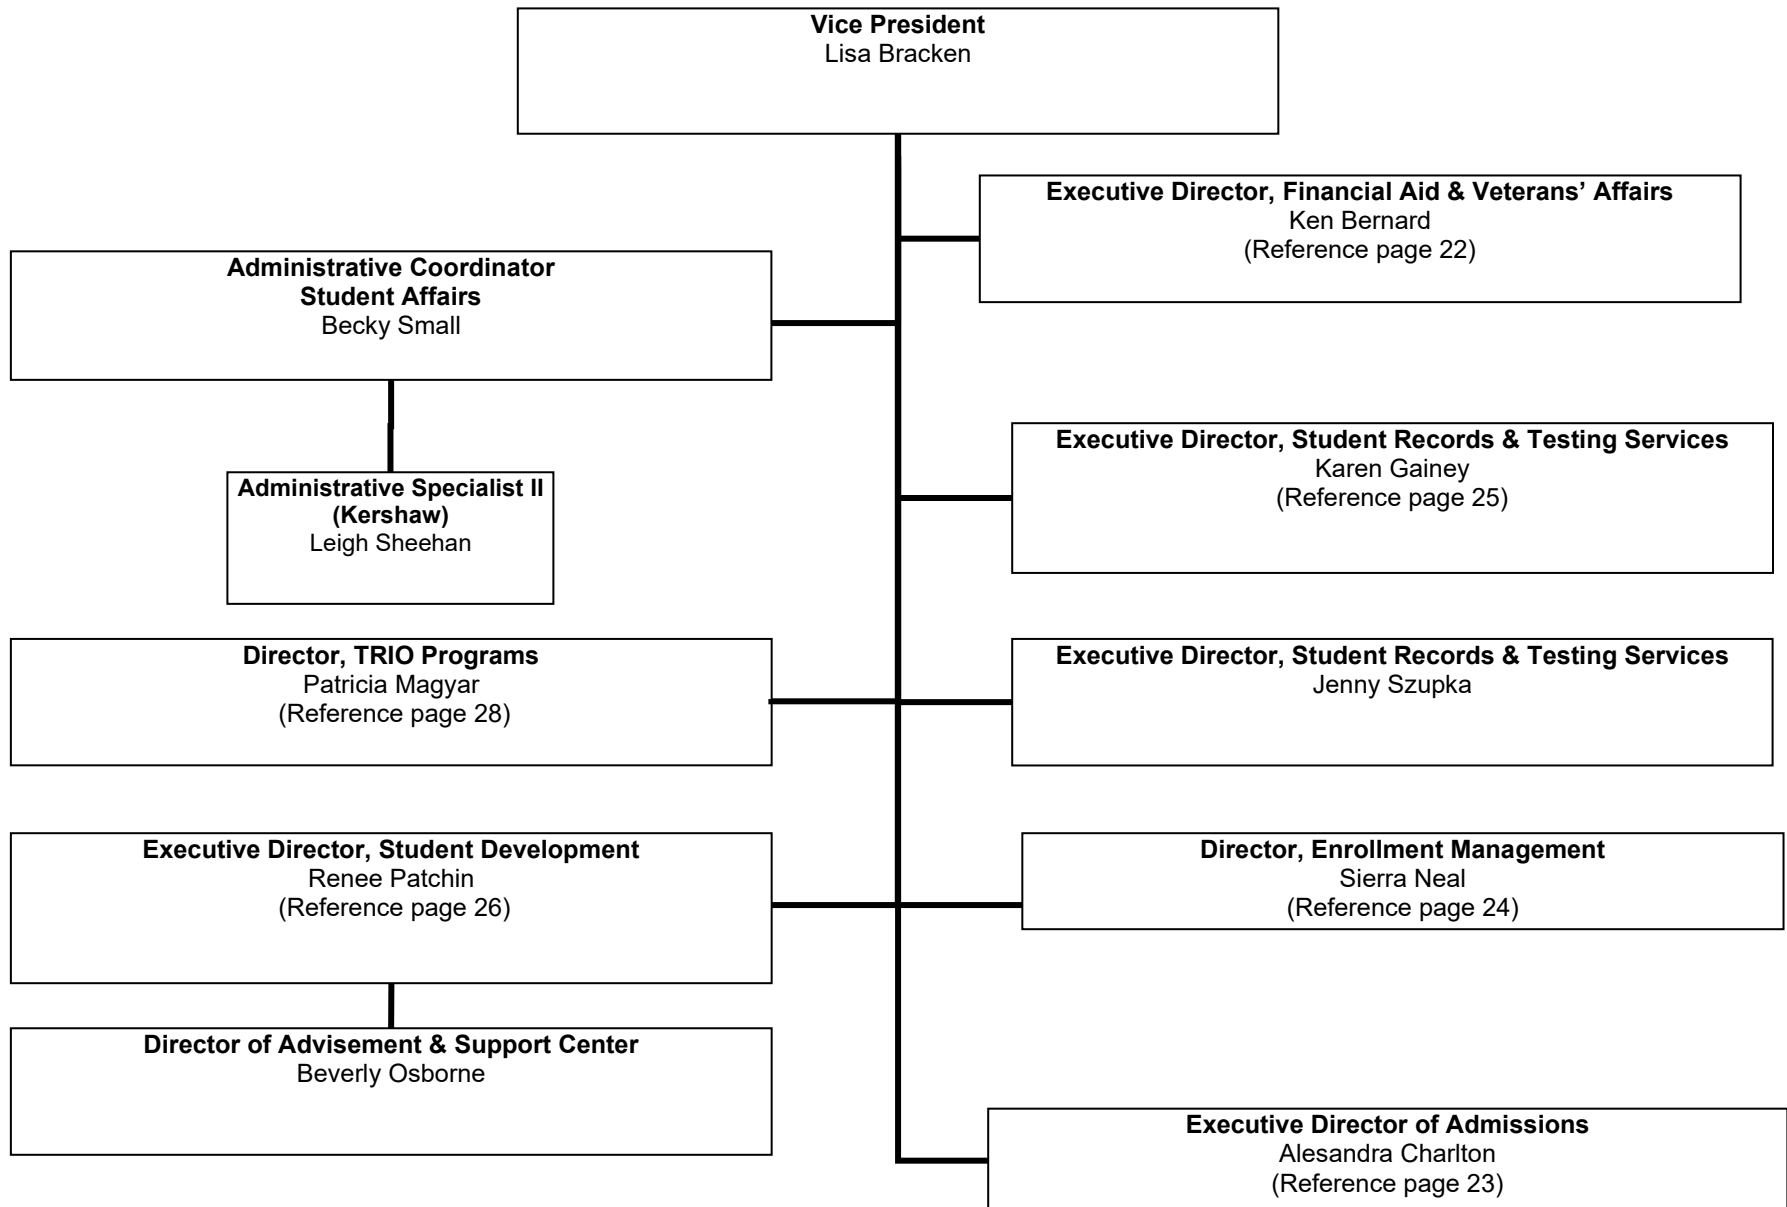 Vice President
Lisa Bracken
Executive Director, Financial Aid & Veterans’ Affairs
Ken Bernard
(Reference page 22)
Administrative Coordinator
Student Affairs
Becky Small
Executive Director, Student Records & Testing Services
Karen Gainey
(Reference page 25)
Administrative Specialist II
(Kershaw)
Leigh Sheehan
Director, TRIO Programs
Patricia Magyar
(Reference page 28)
Executive Director, Student Records & Testing Services
Jenny Szupka
Executive Director, Student Development
Renee Patchin
(Reference page 26)
Director, Enrollment Management
Sierra Neal
(Reference page 24)
Director of Advisement & Support Center
Beverly Osborne
Executive Director of Admissions
Alesandra Charlton
(Reference page 23)